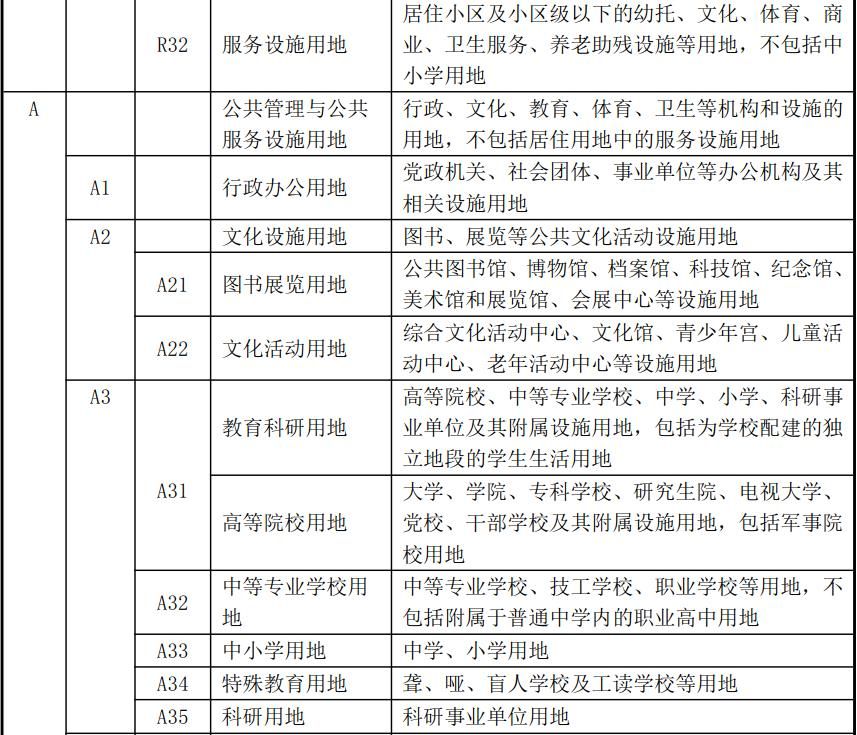 居住小区及小区级以下的幼托、文化、体育、商
R32 服务设施用地 业、卫生服务、养老助残设施等用地，不包括中
小学用地
A 公共管理与公共 行政、文化、教育、体育、卫生等机构和设施的
服务设施用地 用地，不包括居住用地中的服务设施用地
A1 行政办公用地 党政机关、社会团体、事业单位等办公机构及其
相关设施用地
A2 文化设施用地 图书、展览等公共文化活动设施用地
A21 图书展览用地 公共图书馆、博物馆、档案馆、科技馆、纪念馆、
美术馆和展览馆、会展中心等设施用地
A22 文化活动用地 综合文化活动中心、文化馆、青少年宫、儿童活
动中心、老年活动中心等设施用地
A3 高等院校、中等专业学校、中学、小学、科研事
教育科研用地 业单位及其附属设施用地，包括为学校配建的独
立地段的学生生活用地
A31 大学、学院、专科学校、研究生院、电视大学、
高等院校用地 党校、干部学校及其附属设施用地，包括军事院
校用地
A32 中等专业学校用 中等专业学校、技工学校、职业学校等用地，不
地 包括附属于普通中学内的职业高中用地
A33 中小学用地 中学、小学用地
A34 特殊教育用地 聋、哑、盲人学校及工读学校等用地
A35 科研用地 科研事业单位用地